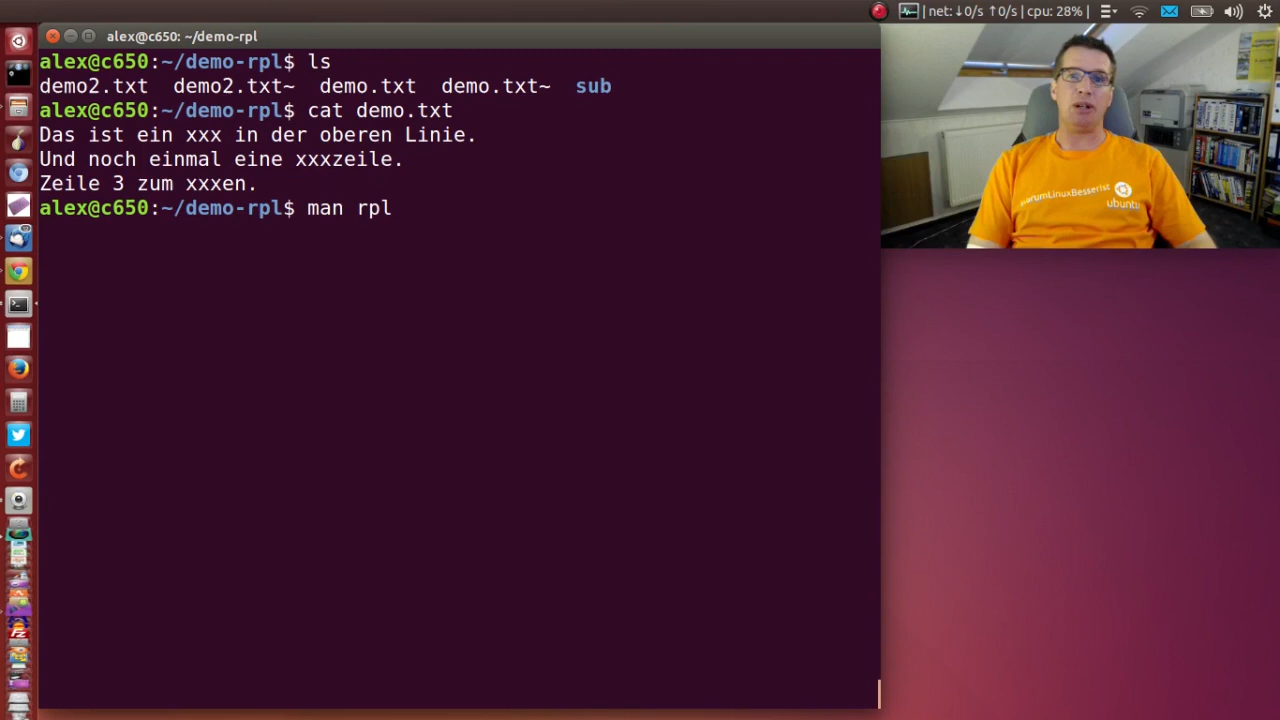 | net:↓0/s ↑0/s | cpu: 28% |
alex@c650: ~/demo-rpl
alex@c650:~/demo-rpl$ ls
demo2.txt demo2.txt~ demo.txt demo.txt~ sub
alex@c650:~/demo-rpl$ cat demo.txt
Das ist ein xxx in der oberen Linie.
Und noch einmal eine xxxzeile.
Zeile 3 zum xxxen.
alex@c650:~/demo-rpl$ man rpl
arumLinuxBesserIst
ubuntu